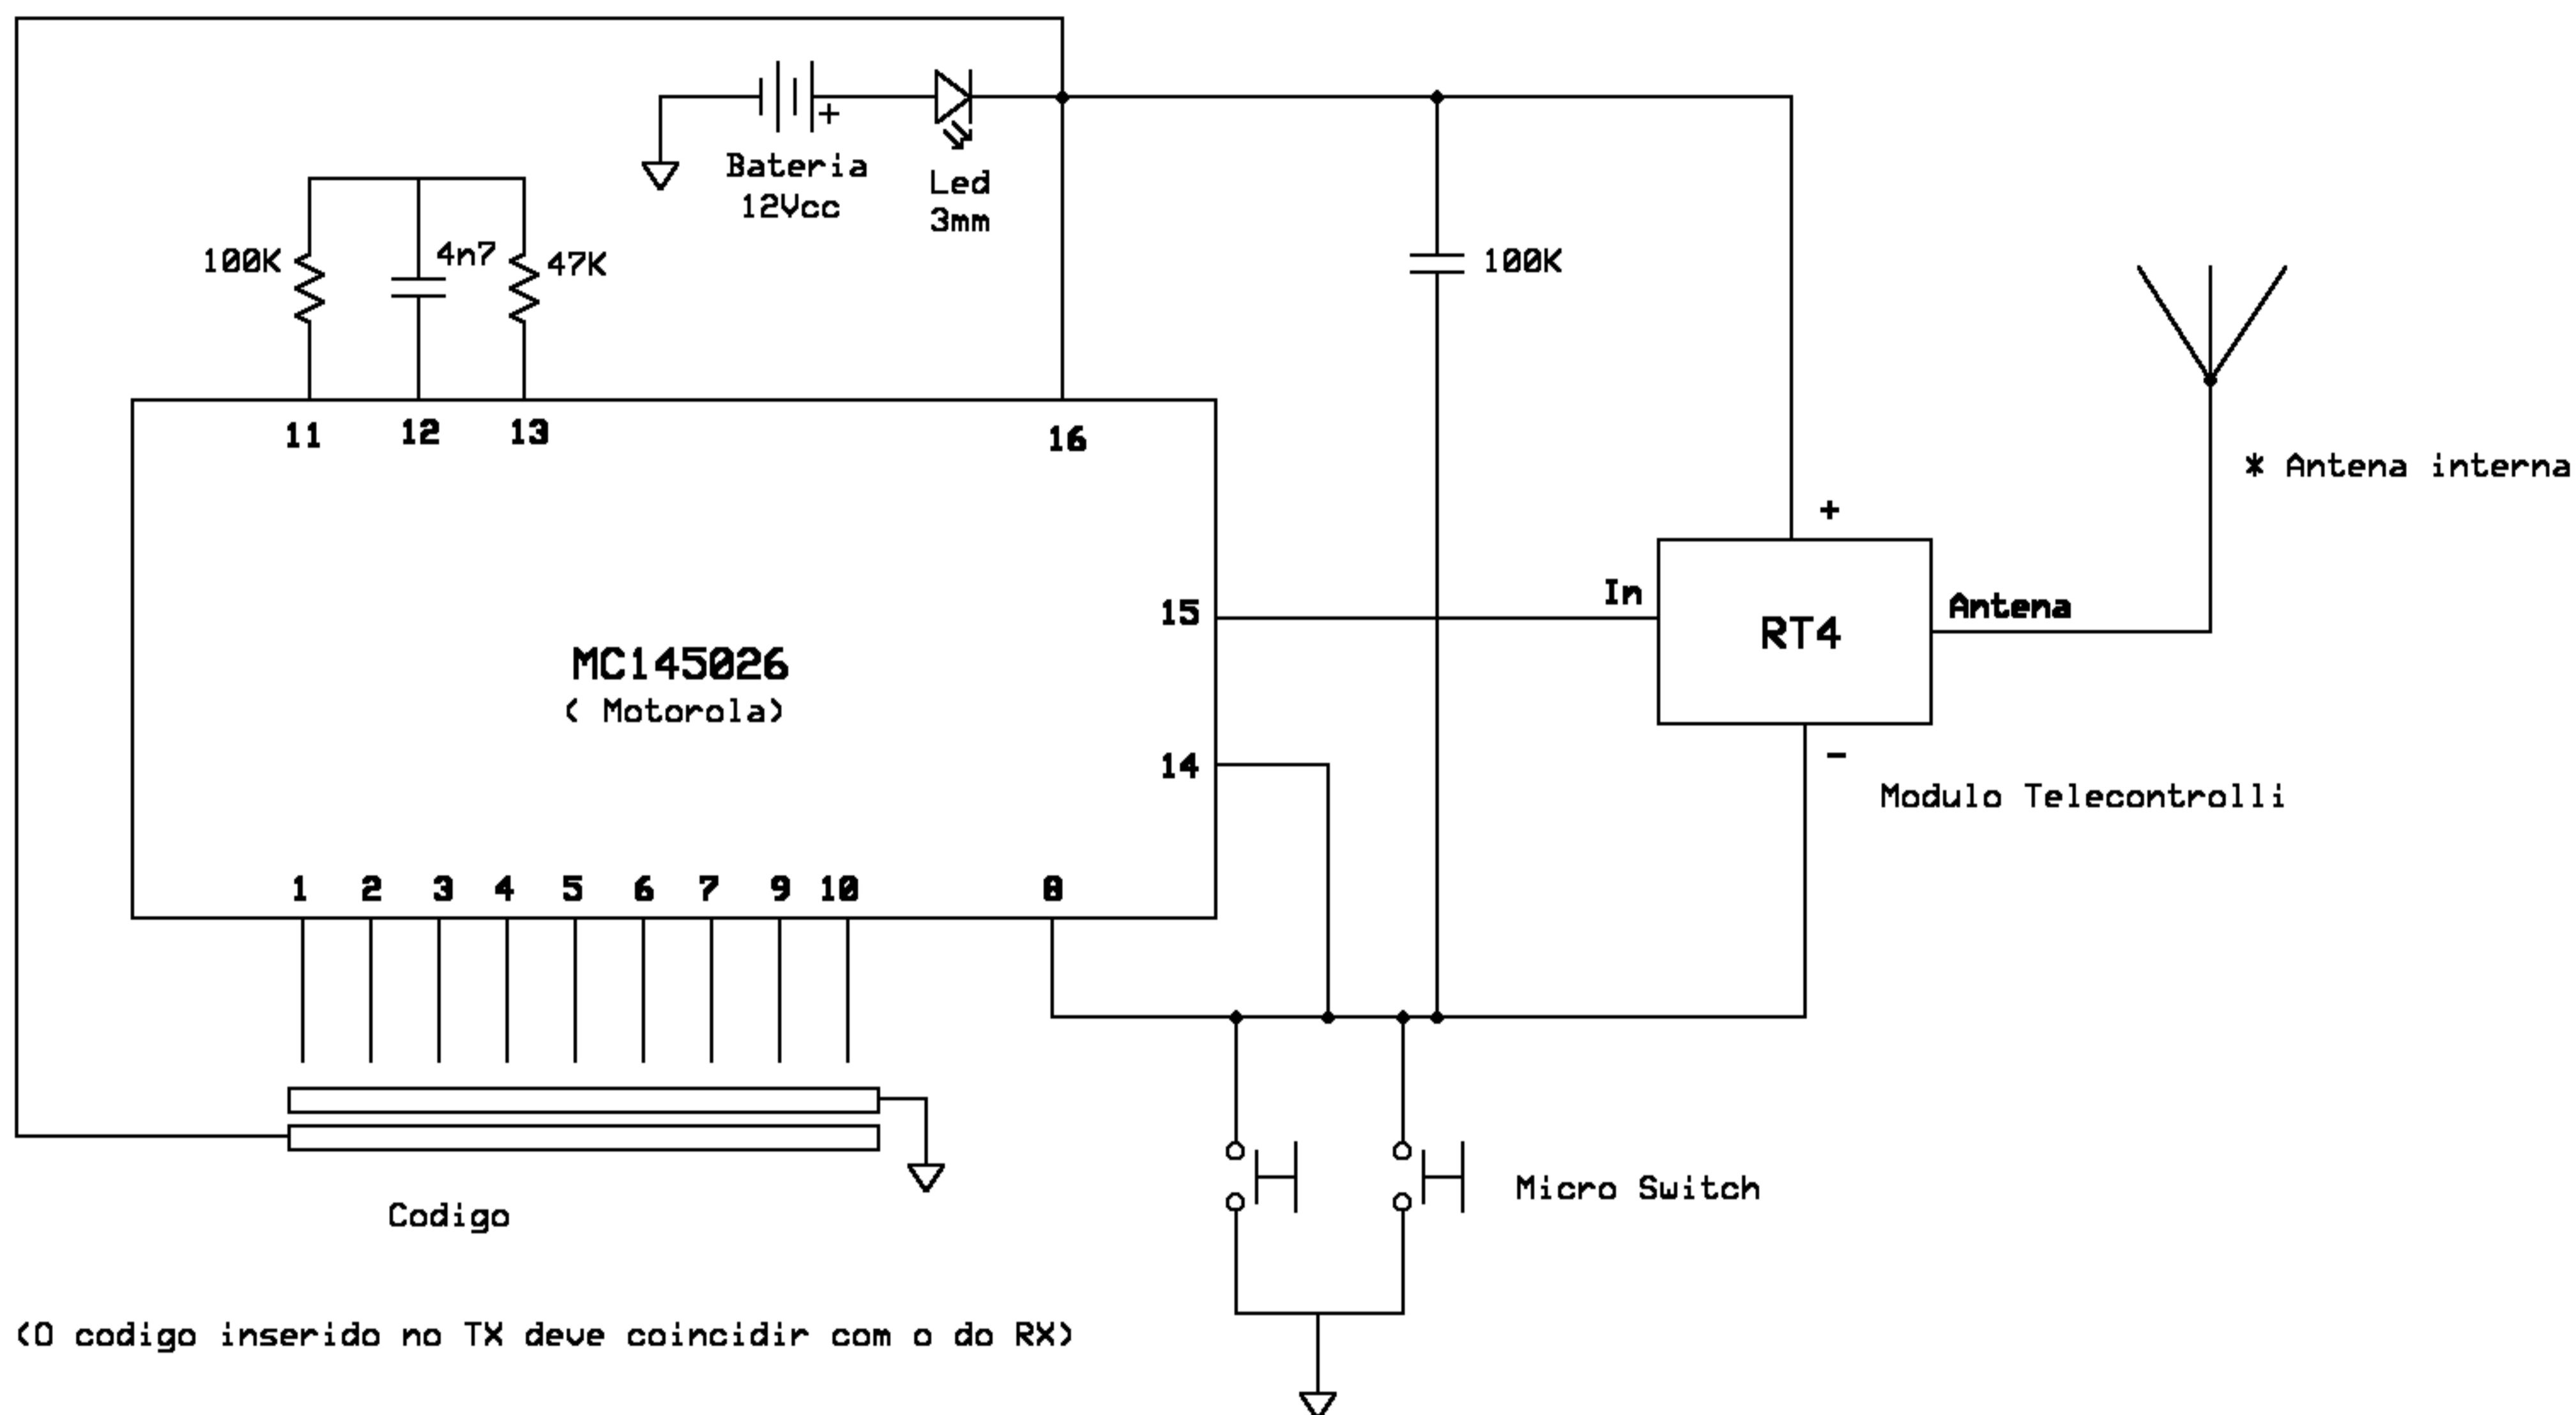 +
Bateria
12Vcc
Led
3mm
100K
4n7
47K
100K
11
12
13
16
* Antena interna
+
In
15
RT4
Antena
MC145026
( Motorola)
14
-
Modulo Telecontrolli
1 2 3 4 5 6 7 9 10 8
Micro Switch
Codigo
(O codigo inserido no TX deve coincidir com o do RX)